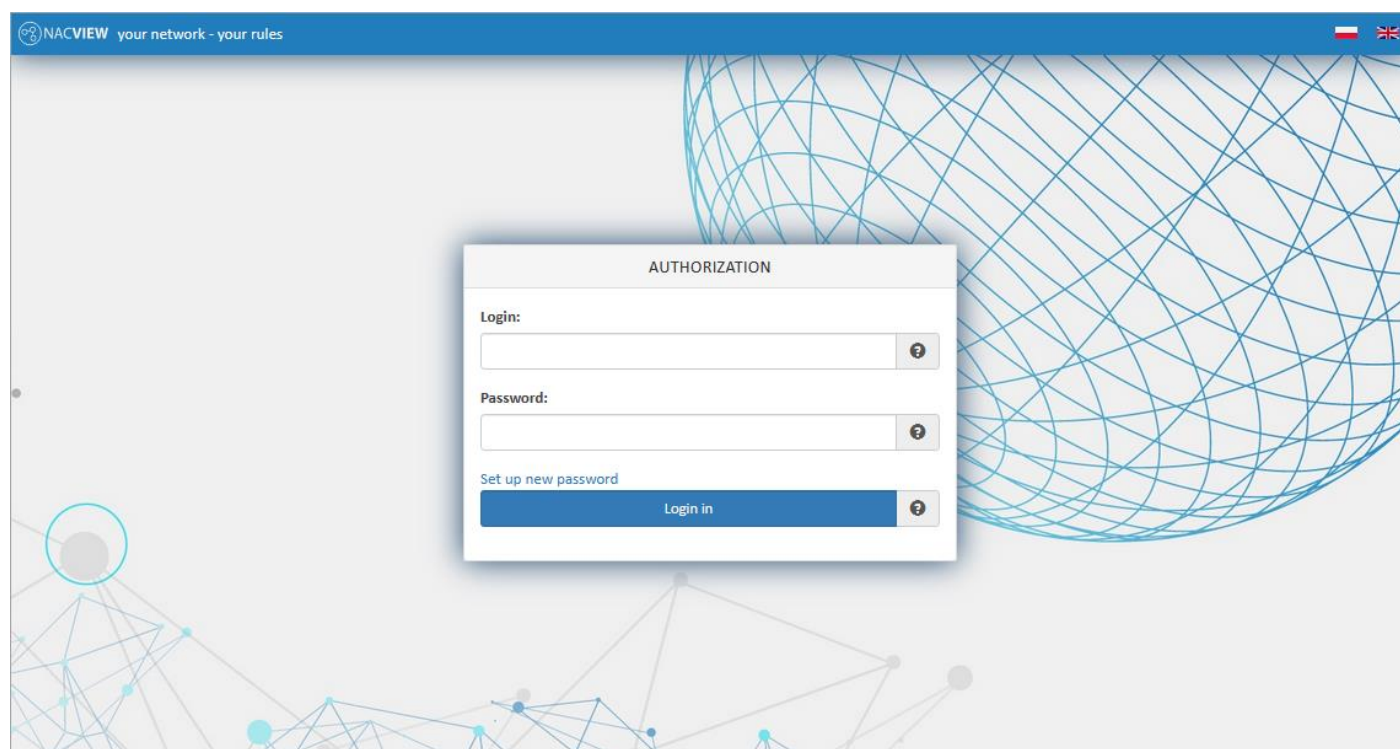 NACVIEW your network - your rules
AUTHORIZATION
Login:
Password:
Set up new password
Login in